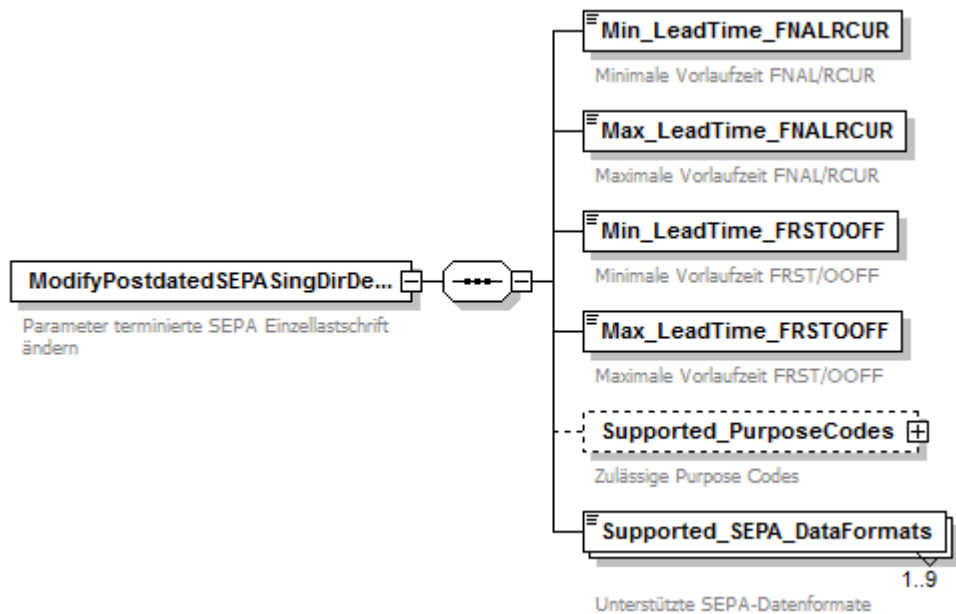 Min_LeadTime_FNALRCUR
Minimale Vorlaufzeit FNAL/RCUR
Max_LeadTime_FNALRCUR
Maximale Vorlaufzeit FNAL/RCUR
Min_LeadTime_FRSTOOFF
Minimale Vorlaufzeit FRST/OOFF
ModifyPostdatedSEPASingDirDe...
Parameter terminierte SEPA Einzellastschrift
ändern
Max_LeadTime_FRSTOOFF
Maximale Vorlaufzeit FRST/OOFF
Supported_PurposeCodes
Zulässige Purpose Codes
Supported_SEPA_DataFormats
1..9
Unterstützte SEPA-Datenformate